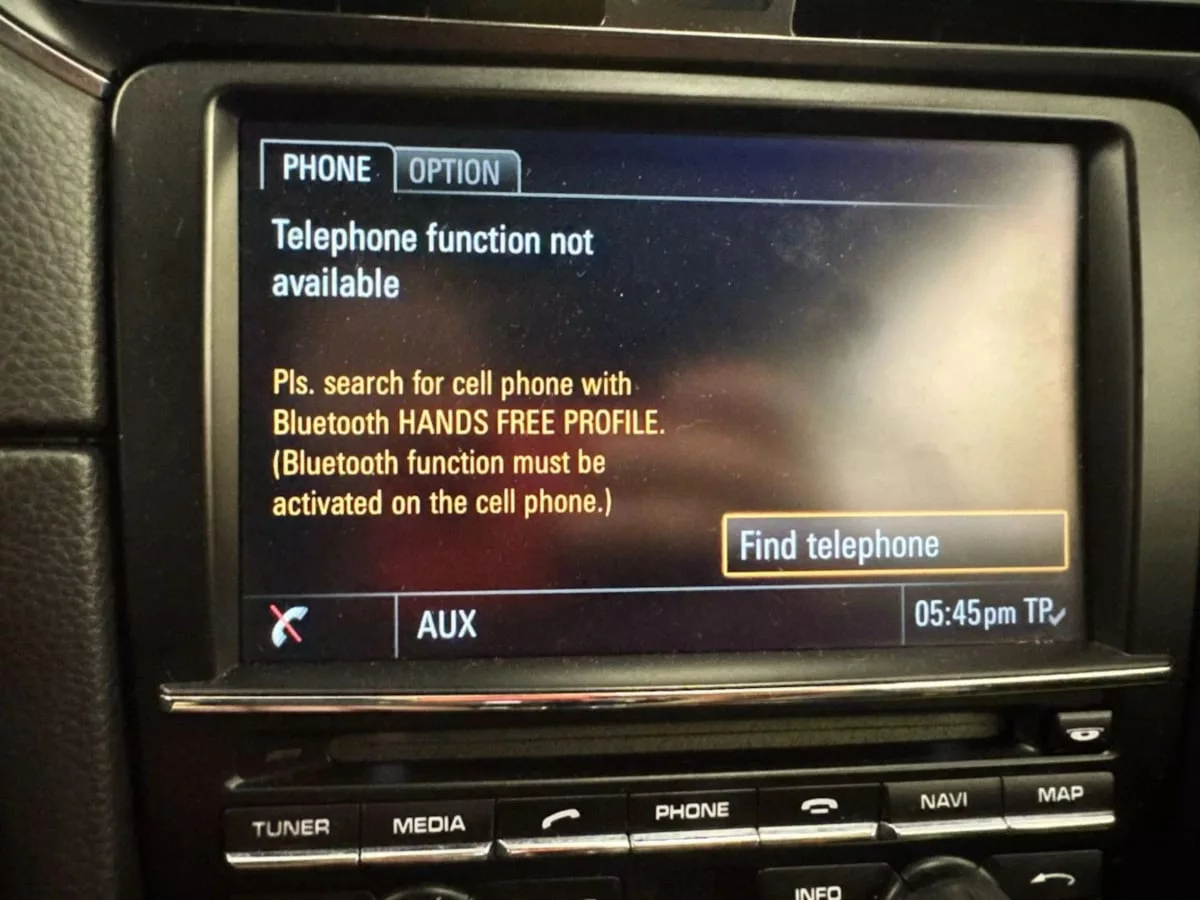 PHONE OPTION
Telephone function not
available
Pls. search for cell phone with
Bluetooth HANDS FREE PROFILE.
(Bluetooth function must be
activated on the cell phone.)
Find telephone
AUX 05:45pm TP
TUNER MEDIA PHONE NAVI MAP
INFO